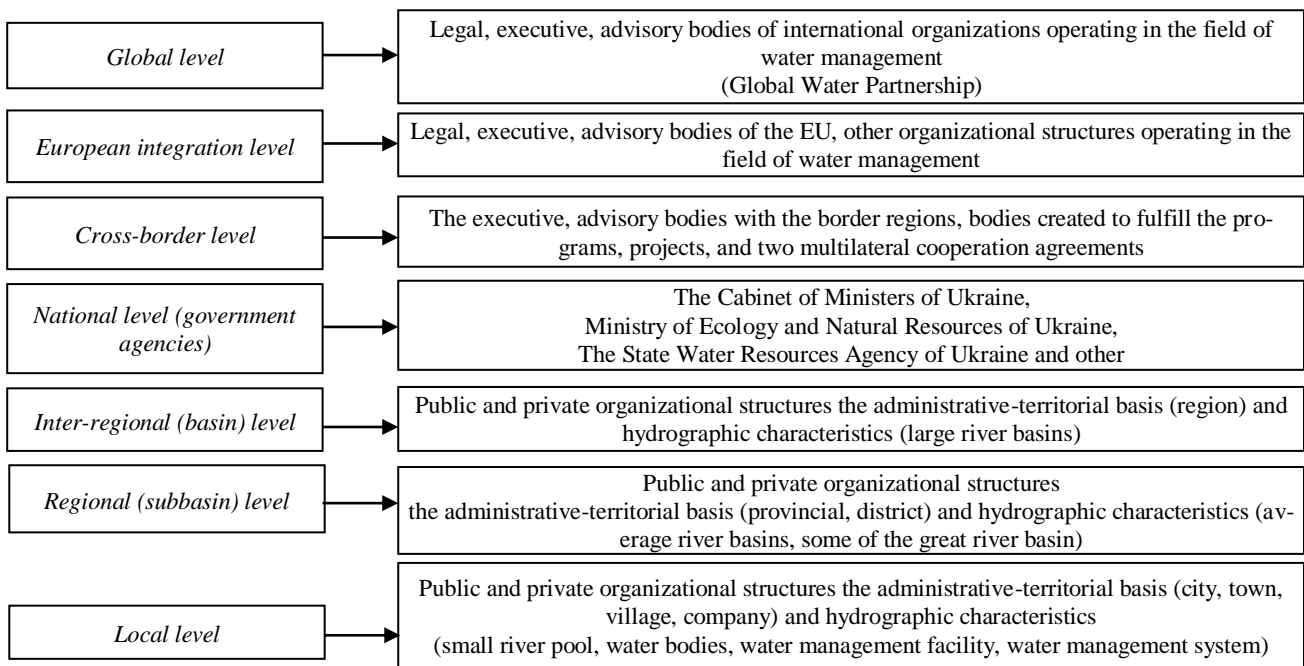 Global level
Legal, executive, advisory bodies of international organizations operating in the field of
water management
(Global Water Partnership)
European integration level
Legal, executive, advisory bodies of the EU, other organizational structures operating in the
field of water management
Cross-border level
The executive, advisory bodies with the border regions, bodies created to fulfill the pro-
grams, projects, and two multilateral cooperation agreements
National level (government
agencies)
The Cabinet of Ministers of Ukraine,
Ministry of Ecology and Natural Resources of Ukraine,
The State Water Resources Agency of Ukraine and other
Inter-regional (basin) level
Public and private organizational structures the administrative-territorial basis (region) and
hydrographic characteristics (large river basins)
Regional (subbasin) level
Public and private organizational structures
the administrative-territorial basis (provincial, district) and hydrographic characteristics (av-
erage river basins, some of the great river basin)
Local level
Public and private organizational structures the administrative-territorial basis (city, town,
village, company) and hydrographic characteristics
(small river pool, water bodies, water management facility, water management system)